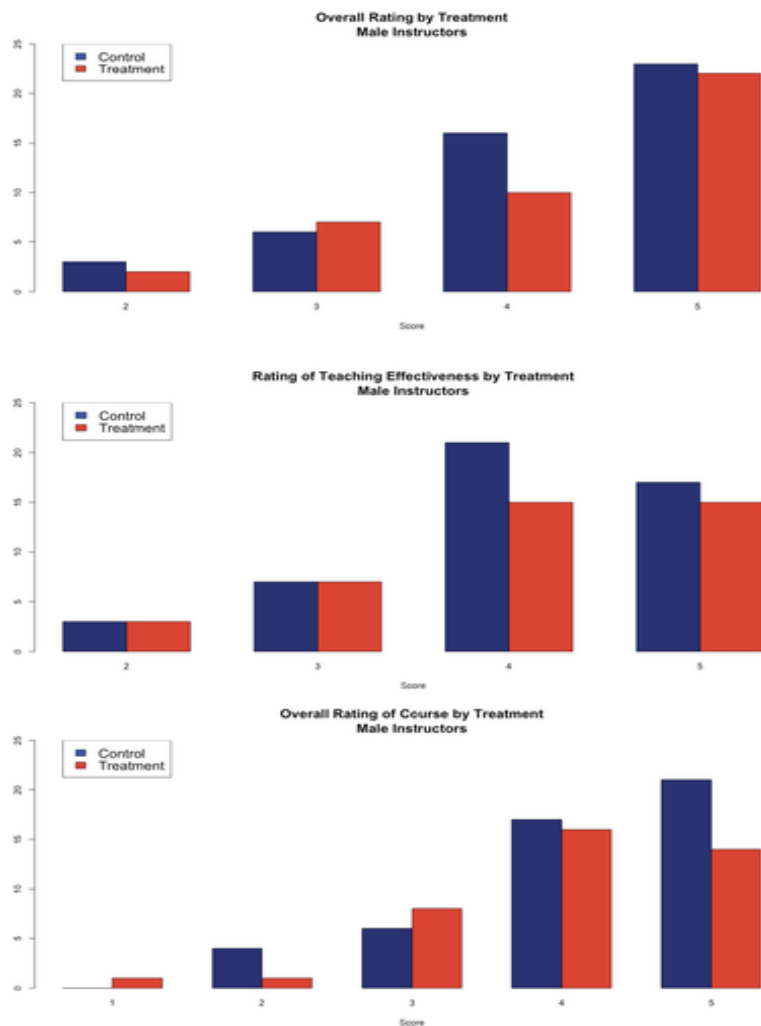 Overall Rating by Treatment
Male Instructors
Control
Treatment
25
20
15
10
5
0
2 3 4 5
Score
Rating of Teaching Effectiveness by Treatment
Male Instructors
Control
Treatment
25
20
15
10
5
0
2 3 4 5
Score
Overall Rating of Course by Treatment
Male Instructors
Control
Treatment
25
20
15
10
5
0
1 2 3 4 5
Score